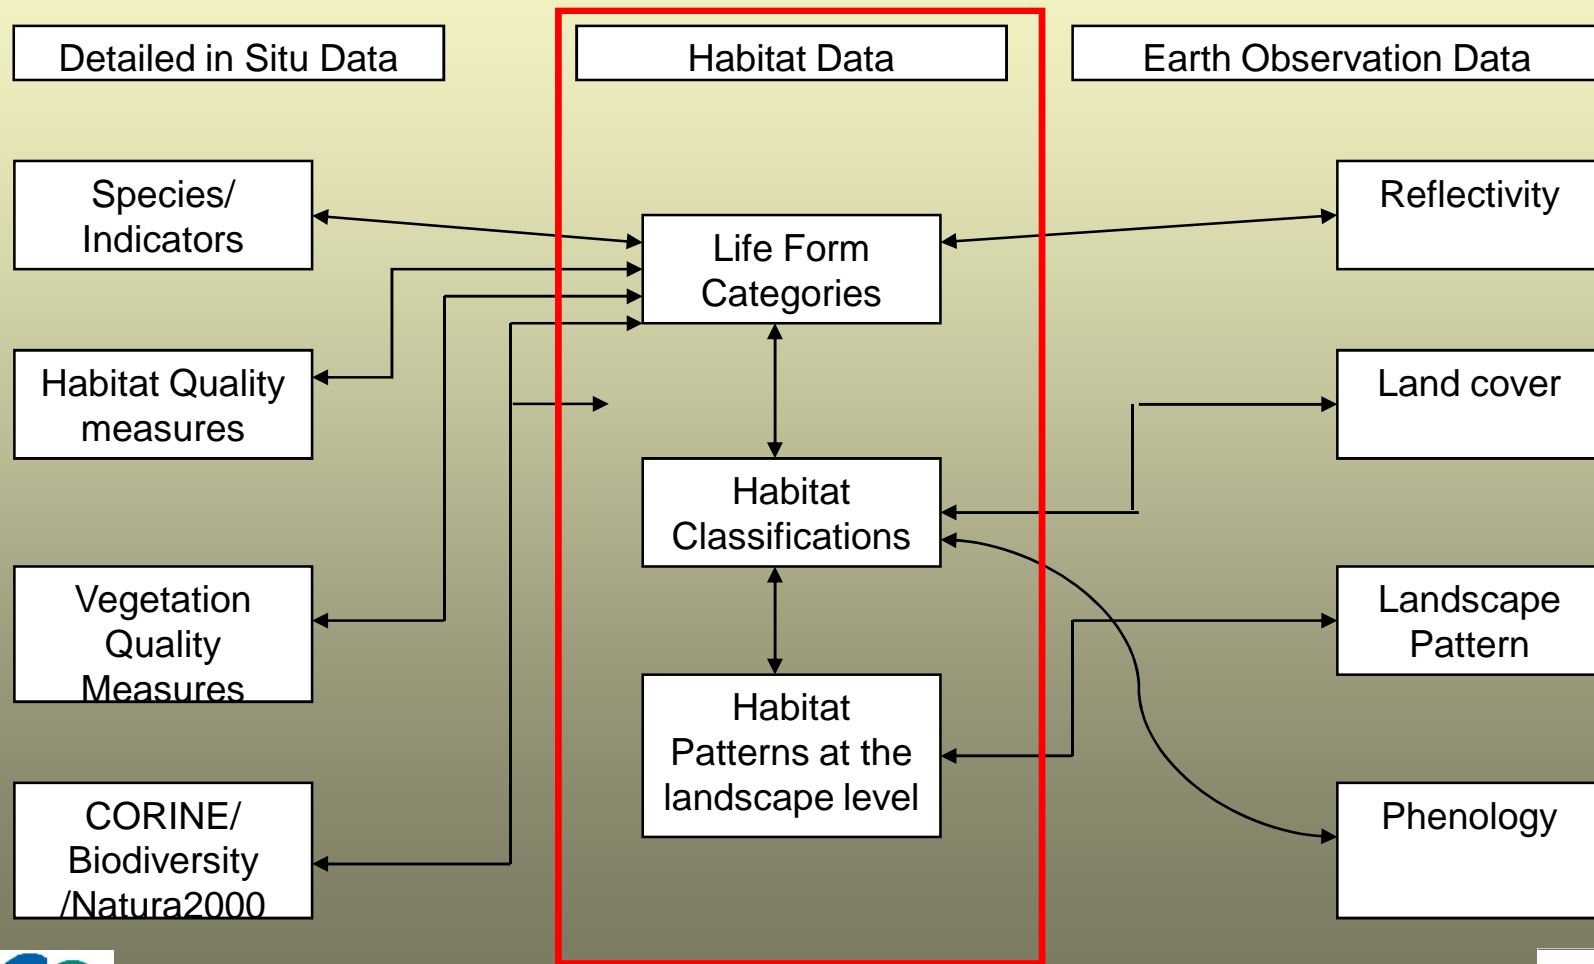 Detailed in Situ Data
Habitat Data
Earth Observation Data
Species/
Indicators
Habitat Quality
measures
Vegetation
Quality
Measures
CORINE/
Biodiversity
/Natura2000
Life Form
Categories
Habitat
Classifications
Habitat
Patterns at the
landscape level
Reflectivity
Land cover
Landscape
Pattern
Phenology